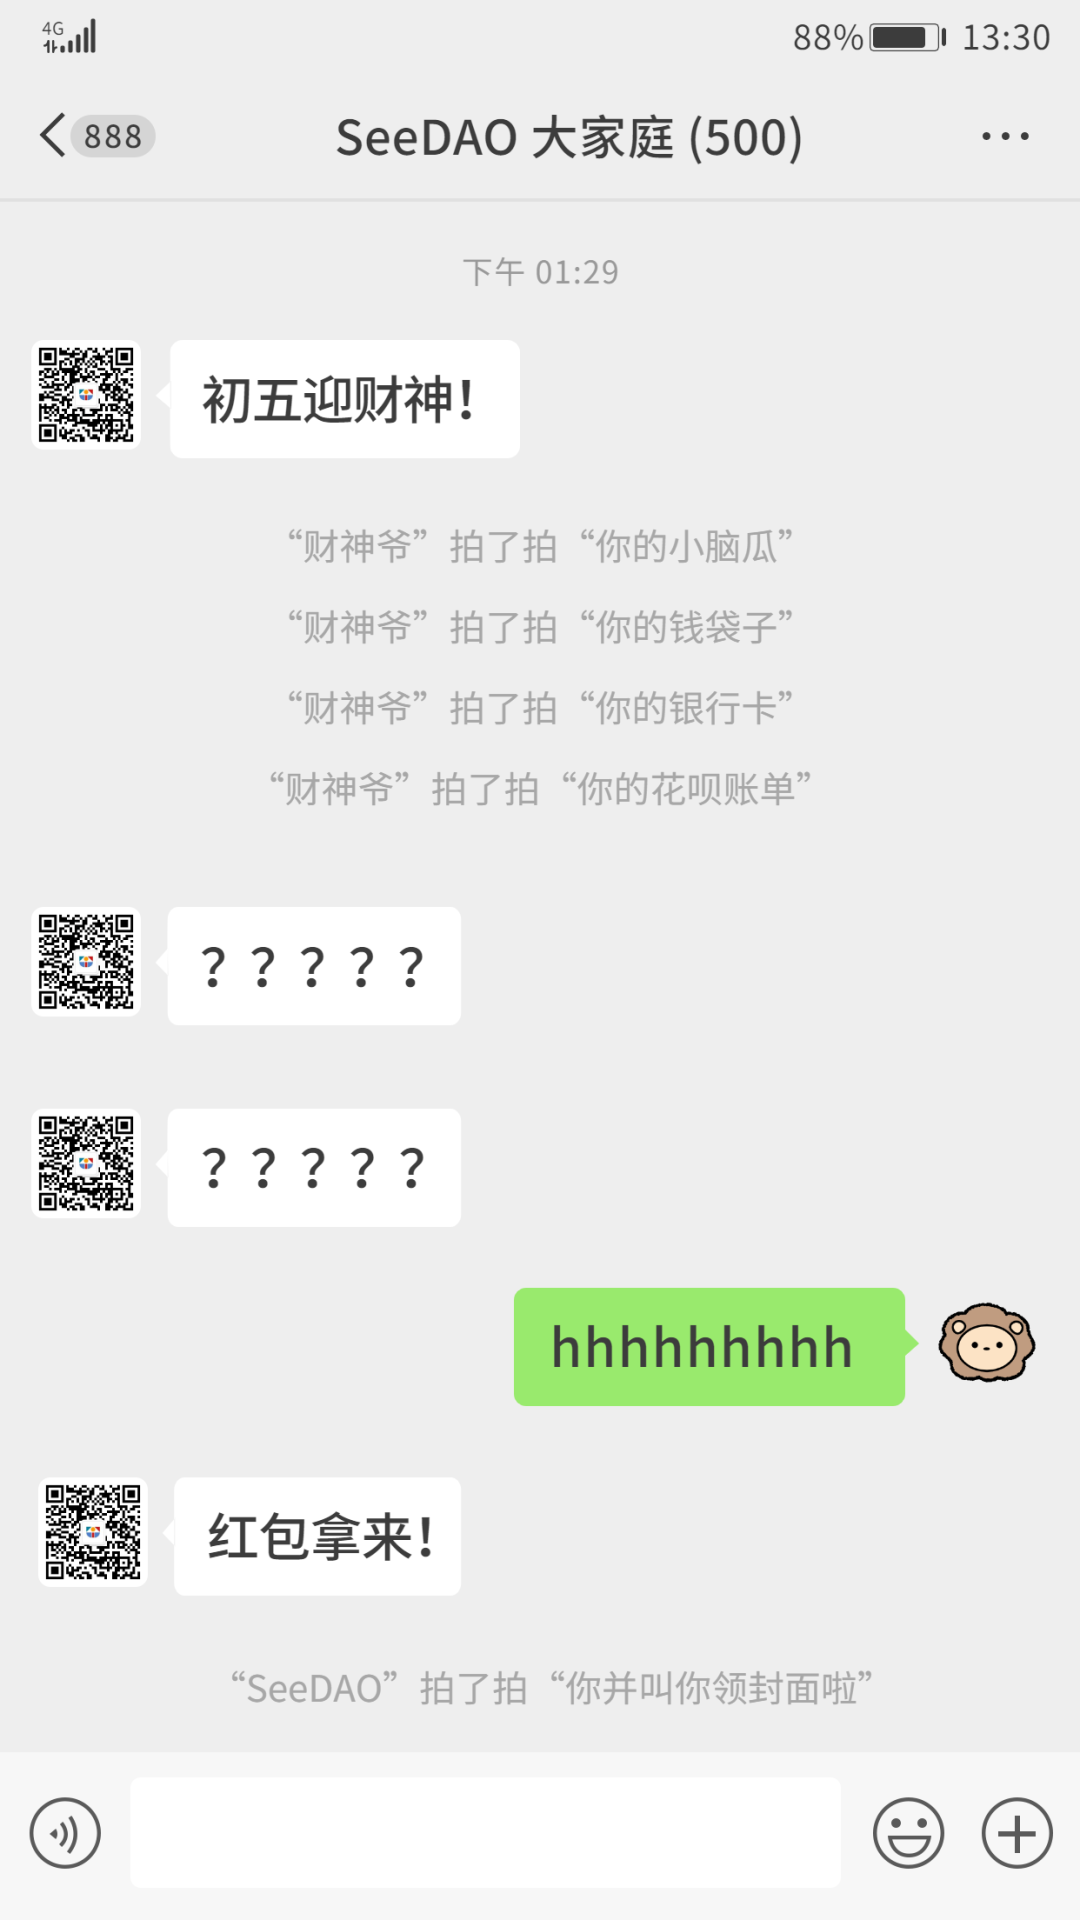 4G
88%
13:30
888
SeeDAO 大家庭 (500)
下午 01:29
初五迎财神！
“财神爷”拍了拍“你的小脑瓜”
“财神爷”拍了拍“你的钱袋子”
“财神爷”拍了拍“你的银行卡”
“财神爷”拍了拍“你的花呗账单”
？？？？？
？？？？？
hhhhhhhhh
红包拿来！
“SeeDAO”拍了拍“你并叫你领封面啦”